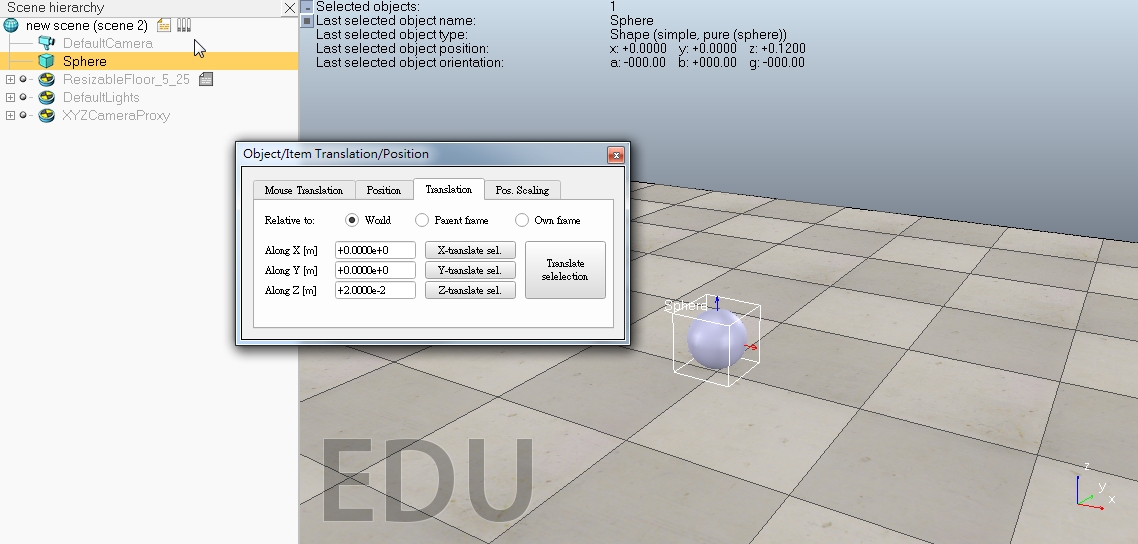 Scene hierarchy
new scene (scene 2)
DefaultCamera
Sphere
ResizableFloor_5_25
DefaultLights
XYZCameraProxy
Selected objects: 1
Last selected object name: Sphere
Last selected object type: Shape (simple, pure (sphere))
Last selected object position: x: +0.0000 y: +0.0000 z: +0.1200
Last selected object orientation: a: -000.00 b: +000.00 g: -000.00
Object/Item Translation/Position
Mouse Translation Position Translation Pos. Scaling
Relative to: World Parent frame Own frame
Along X [m] +0.0000e+0 X-translate sel.
Along Y [m] +0.0000e+0 Y-translate sel.
Along Z [m] +2.0000e-2 Z-translate sel.
Translate
selelection
Sphere
EDU
z
y
x